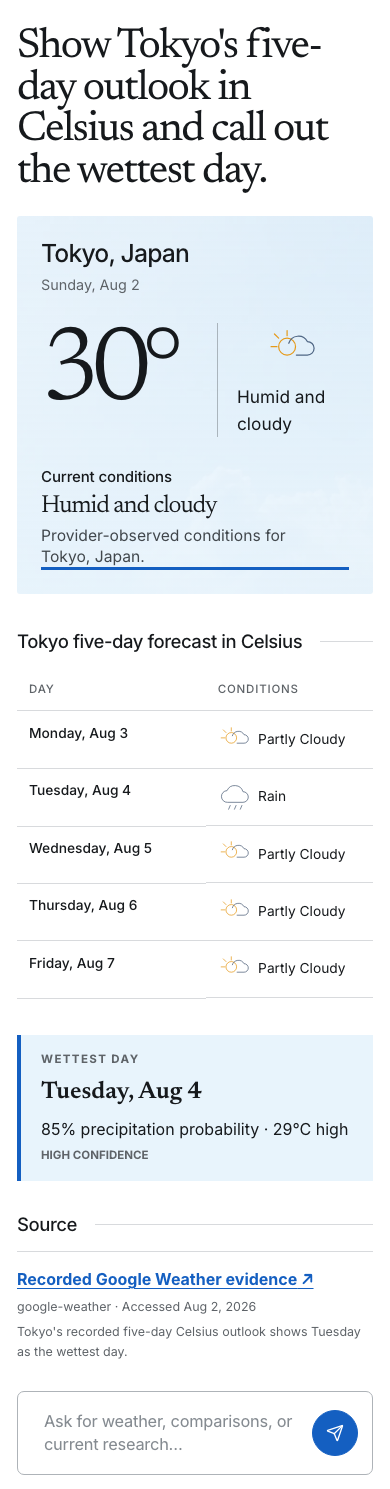 Show Tokyo's five-
day outlook in
Celsius and call out
the wettest day.
Tokyo, Japan
Sunday, Aug 2
30°
Humid and
cloudy
Current conditions
Humid and cloudy
Provider-observed conditions for
Tokyo, Japan.
Tokyo five-day forecast in Celsius
DAY CONDITIONS
Monday, Aug 3 Partly Cloudy
Tuesday, Aug 4 Rain
Wednesday, Aug 5 Partly Cloudy
Thursday, Aug 6 Partly Cloudy
Friday, Aug 7 Partly Cloudy
WETTEST DAY
Tuesday, Aug 4
85% precipitation probability · 29°C high
HIGH CONFIDENCE
Source
Recorded Google Weather evidence ↗
google-weather · Accessed Aug 2, 2026
Tokyo's recorded five-day Celsius outlook shows Tuesday
as the wettest day.
Ask for weather, comparisons, or
current research...